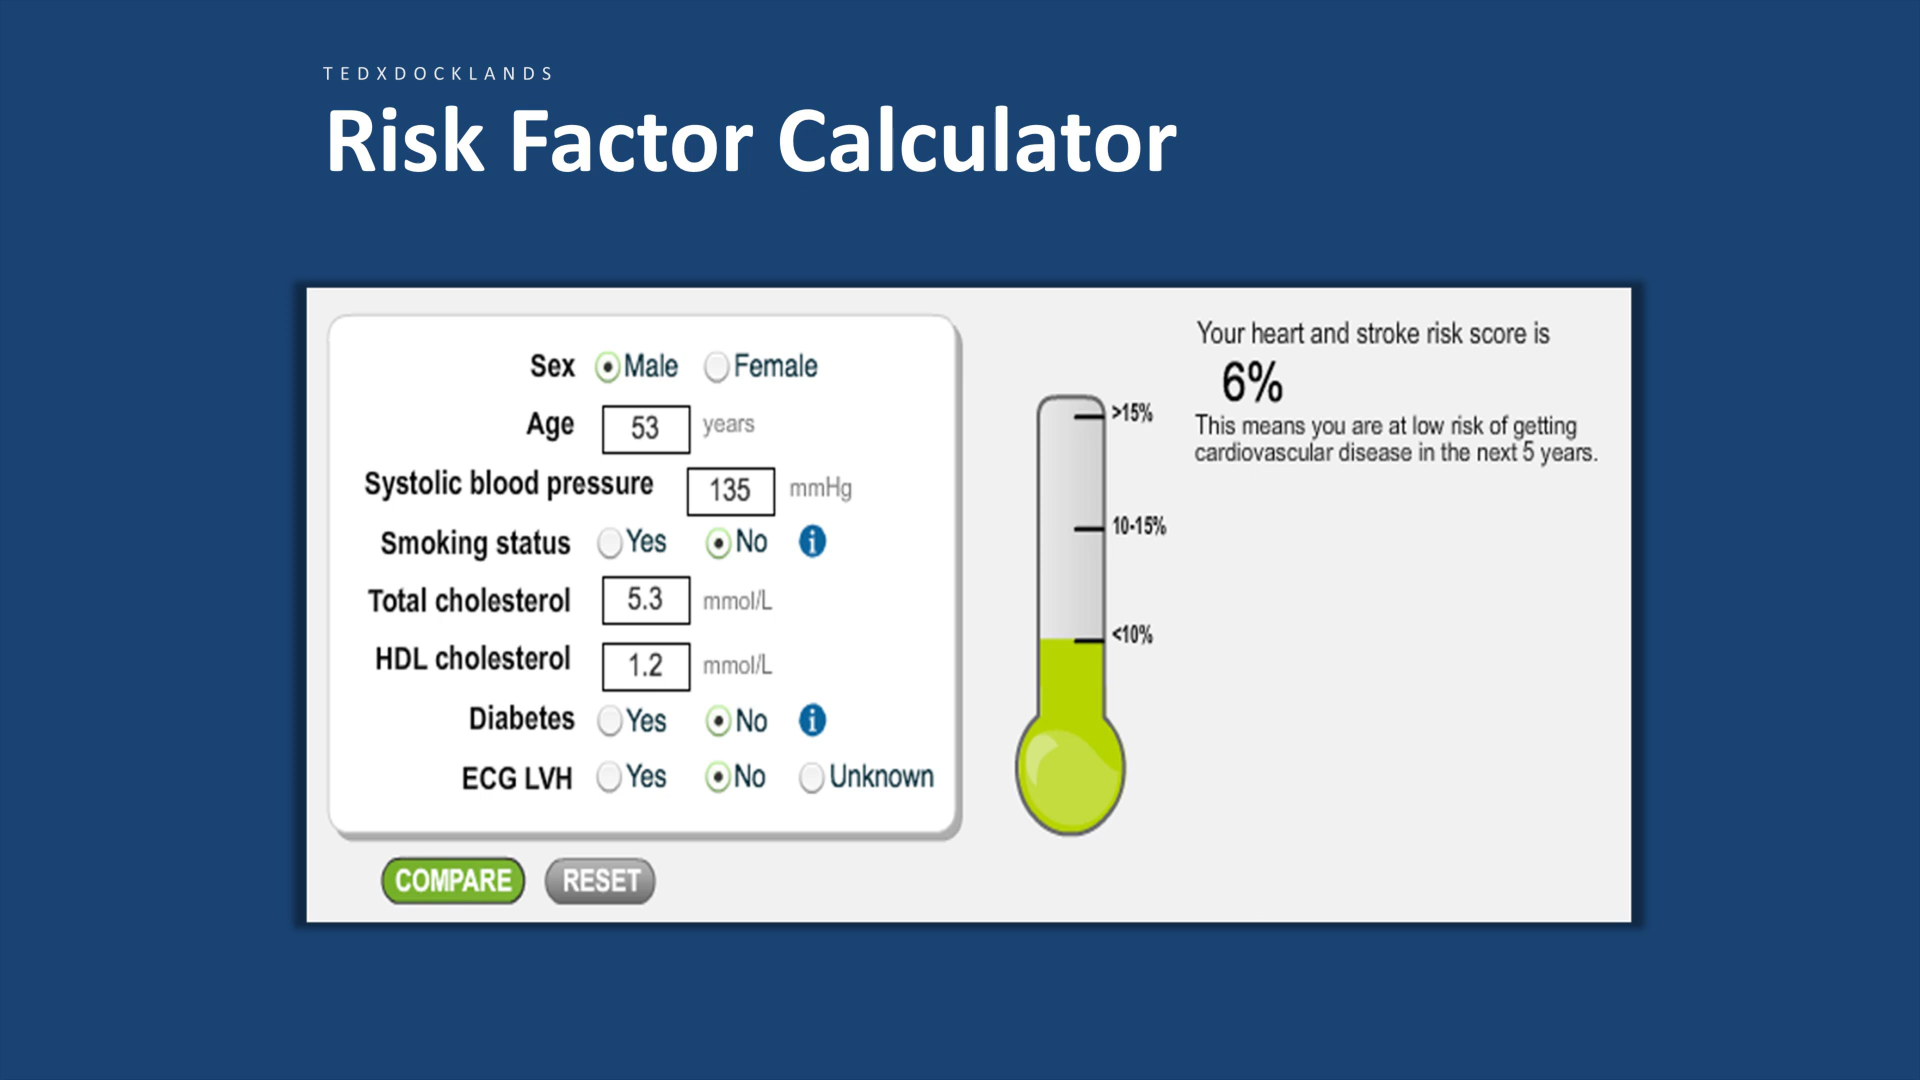 TEDXDOCKLANDS
Risk Factor Calculator
Sex Male Female
Age 53 years
Systolic blood pressure 135 mmHg
Smoking status Yes No i
Total cholesterol 5.3 mmol/L
HDL cholesterol 1.2 mmol/L
Diabetes Yes No i
ECG LVH Yes No Unknown
COMPARE RESET
>15%
10-15%
<10%
Your heart and stroke risk score is
6%
This means you are at low risk of getting
cardiovascular disease in the next 5 years.